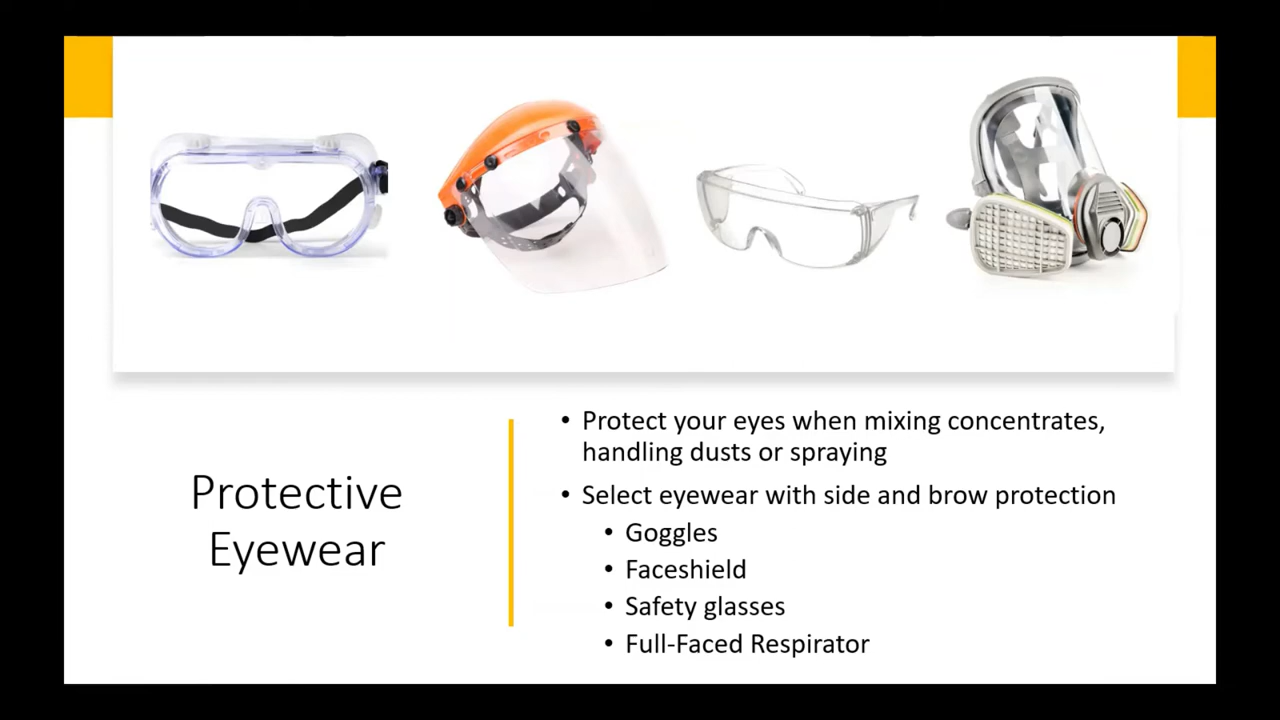 Protective
Eyewear
• Protect your eyes when mixing concentrates,
handling dusts or spraying
• Select eyewear with side and brow protection
• Goggles
• Faceshield
• Safety glasses
• Full-Faced Respirator